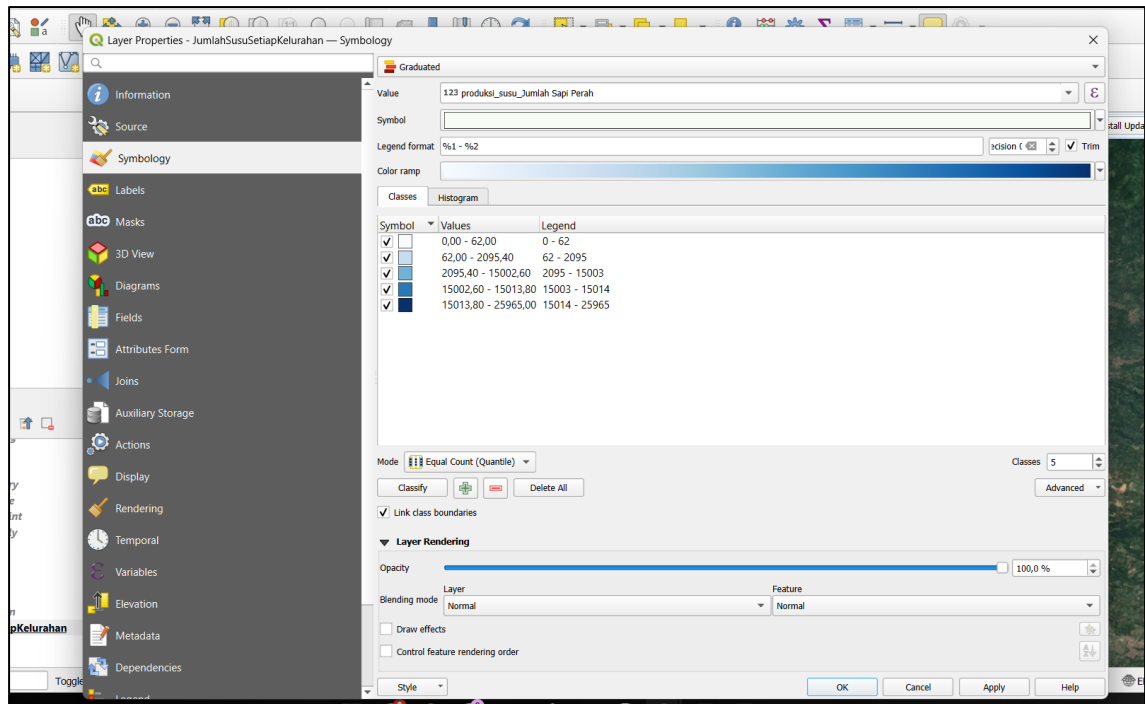 Layer Properties - JumlahSusuSetiapKelurahan — Symbology
Information
Source
Symbology
Labels
Masks
3D View
Diagrams
Fields
Attributes Form
Joins
Auxiliary Storage
Actions
Display
Rendering
Temporal
Variables
Elevation
Metadata
Dependencies
Graduated
Value 123 produksi_susu_Jumlah Sapi Perah
Symbol
Legend format %1 - %2 Trim
Color ramp
Classes Histogram
Symbol Values Legend
0,00 - 62,00 0 - 62
62,00 - 2095,40 62 - 2095
2095,40 - 15002,60 2095 - 15003
15002,60 - 15013,80 15003 - 15014
15013,80 - 25965,00 15014 - 25965
Mode Equal Count (Quantile) Classes 5
Classify Delete All Advanced
Link class boundaries
Layer Rendering
Opacity 100,0 %
Layer Feature
Blending mode Normal Normal
Draw effects
Control feature rendering order
Style OK Cancel Apply Help
pKelurahan
Toggle
stall Upda